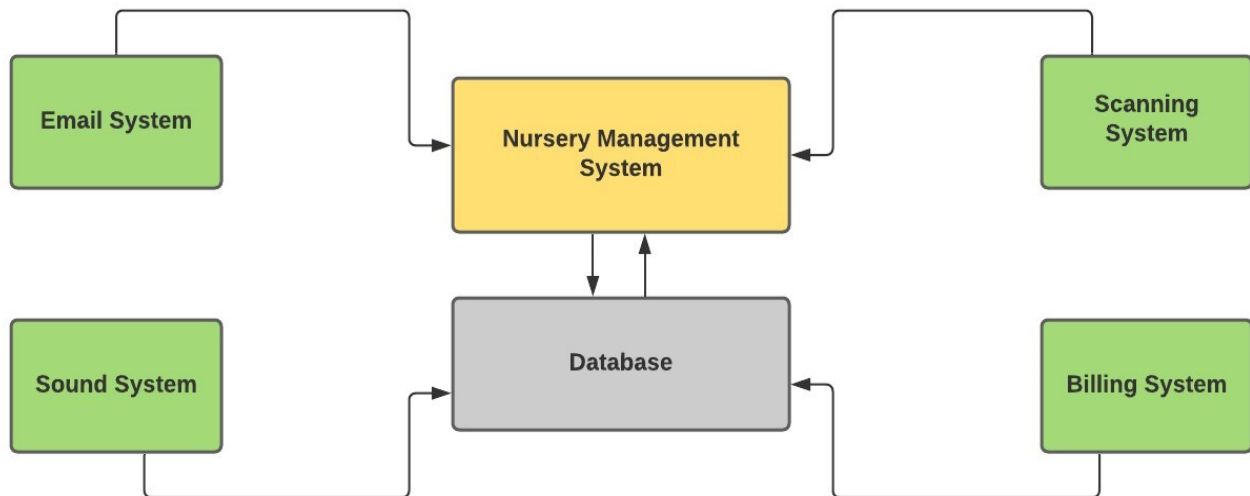 Email System
Nursery Management
System
Scanning
System
Sound System
Database
Billing System